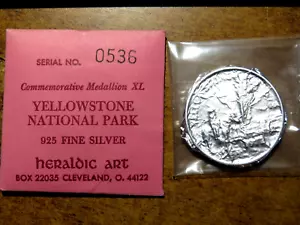 SERIAL NO. 0536
Commemorative Medallion XL
YELLOWSTONE
NATIONAL PARK
925 FINE SILVER
heraldic art
BOX 22035 CLEVELAND, O. 44122